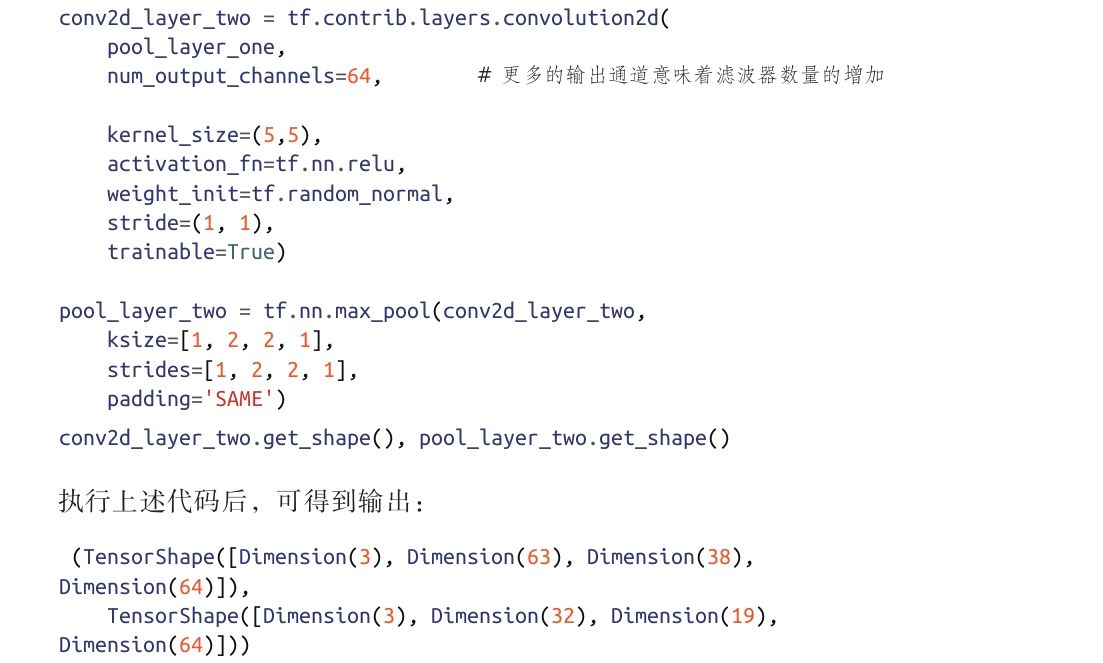 conv2d_layer_two = tf.contrib.layers.convolution2d(
    pool_layer_one,
    num_output_channels=64,        # 更多的输出通道意味着滤波器数量的增加
    kernel_size=(5,5),
    activation_fn=tf.nn.relu,
    weight_init=tf.random_normal,
    stride=(1, 1),
    trainable=True)
pool_layer_two = tf.nn.max_pool(conv2d_layer_two,
    ksize=[1, 2, 2, 1],
    strides=[1, 2, 2, 1],
    padding='SAME')
conv2d_layer_two.get_shape(), pool_layer_two.get_shape()
执行上述代码后，可得到输出：
 (TensorShape([Dimension(3), Dimension(63), Dimension(38),
Dimension(64)]),
    TensorShape([Dimension(3), Dimension(32), Dimension(19),
Dimension(64)]))